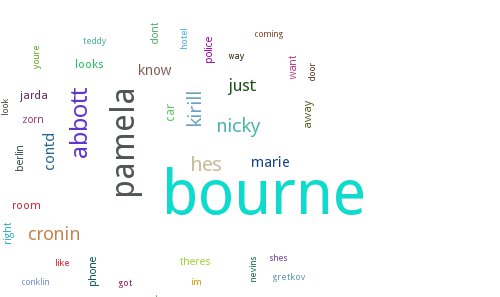 coming
dont
hotel
teddy
police
youre
way
looks
know
want
door
just
jarda
look
abbott
pamela
car
kirill
away
zorn
nicky
contd
berlin
hes
marie
bourne
room
right
cronin
like
phone
theres
shes
nevins
gretkov
conklin
got
im